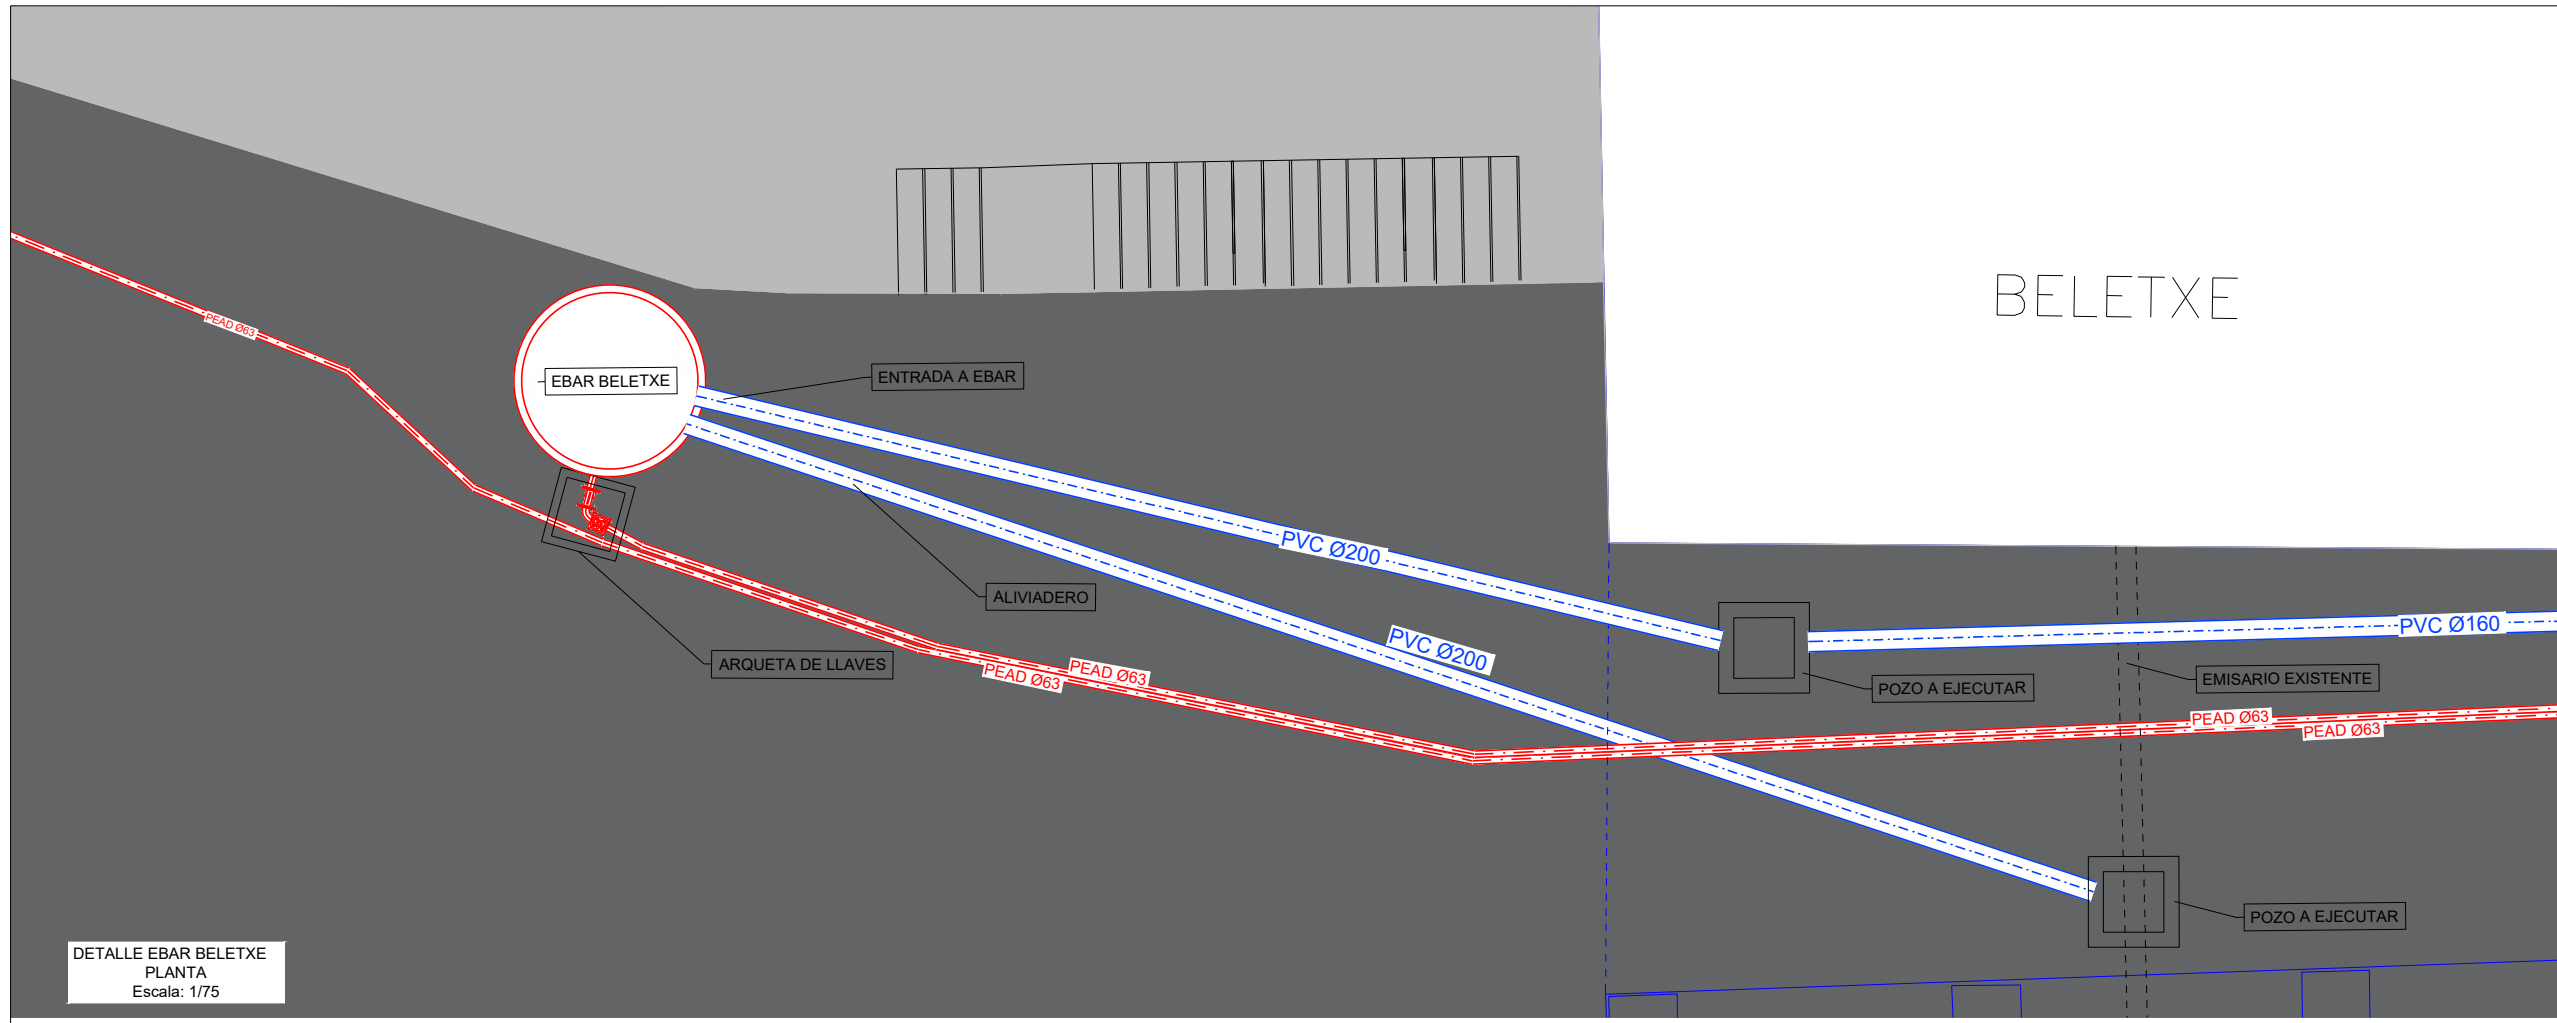 BELETXE
PEAD Ø63
EBAR BELETXE
ENTRADA A EBAR
PVC Ø200
ALIVIADERO
PVC Ø200
PVC Ø160
ARQUETA DE LLAVES
PEAD Ø63
PEAD Ø63
POZO A EJECUTAR
EMISARIO EXISTENTE
PEAD Ø63
PEAD Ø63
POZO A EJECUTAR
DETALLE EBAR BELETXE
PLANTA
Escala: 1/75